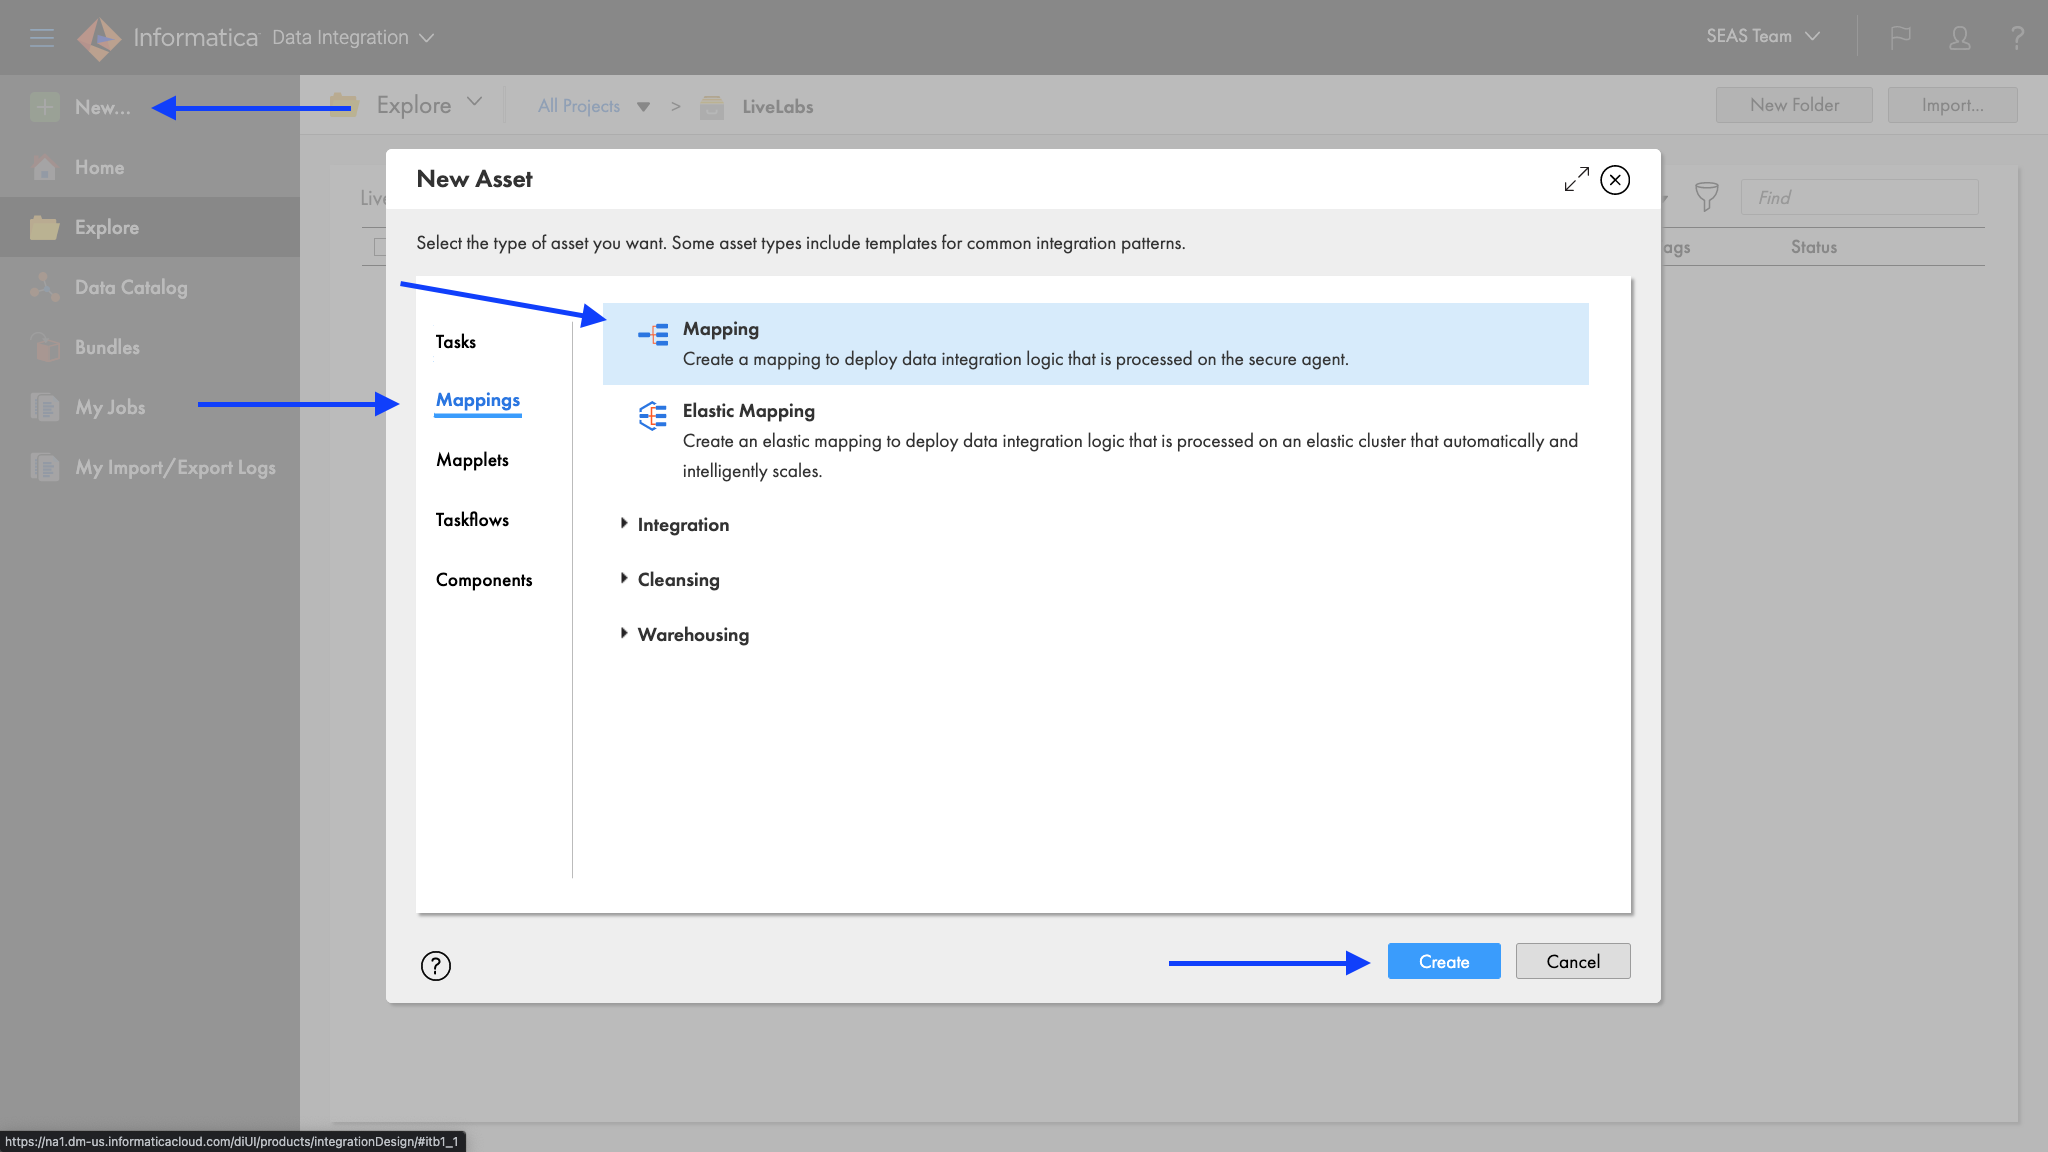 Informatica Data Integration
SEAS Team
?
New...
Home
Explore
Data Catalog
Bundles
My Jobs
My Import/Export Logs
Explore
All Projects > LiveLabs
New Folder
Import...
Live
Find
ags
Status
New Asset
Select the type of asset you want. Some asset types include templates for common integration patterns.
Tasks
Mappings
Mapplets
Taskflows
Components
Mapping
Create a mapping to deploy data integration logic that is processed on the secure agent.
Elastic Mapping
Create an elastic mapping to deploy data integration logic that is processed on an elastic cluster that automatically and
intelligently scales.
Integration
Cleansing
Warehousing
?
Create
Cancel
https://na1.dm-us.informaticacloud.com/diUI/products/integrationDesign/#itb1_1